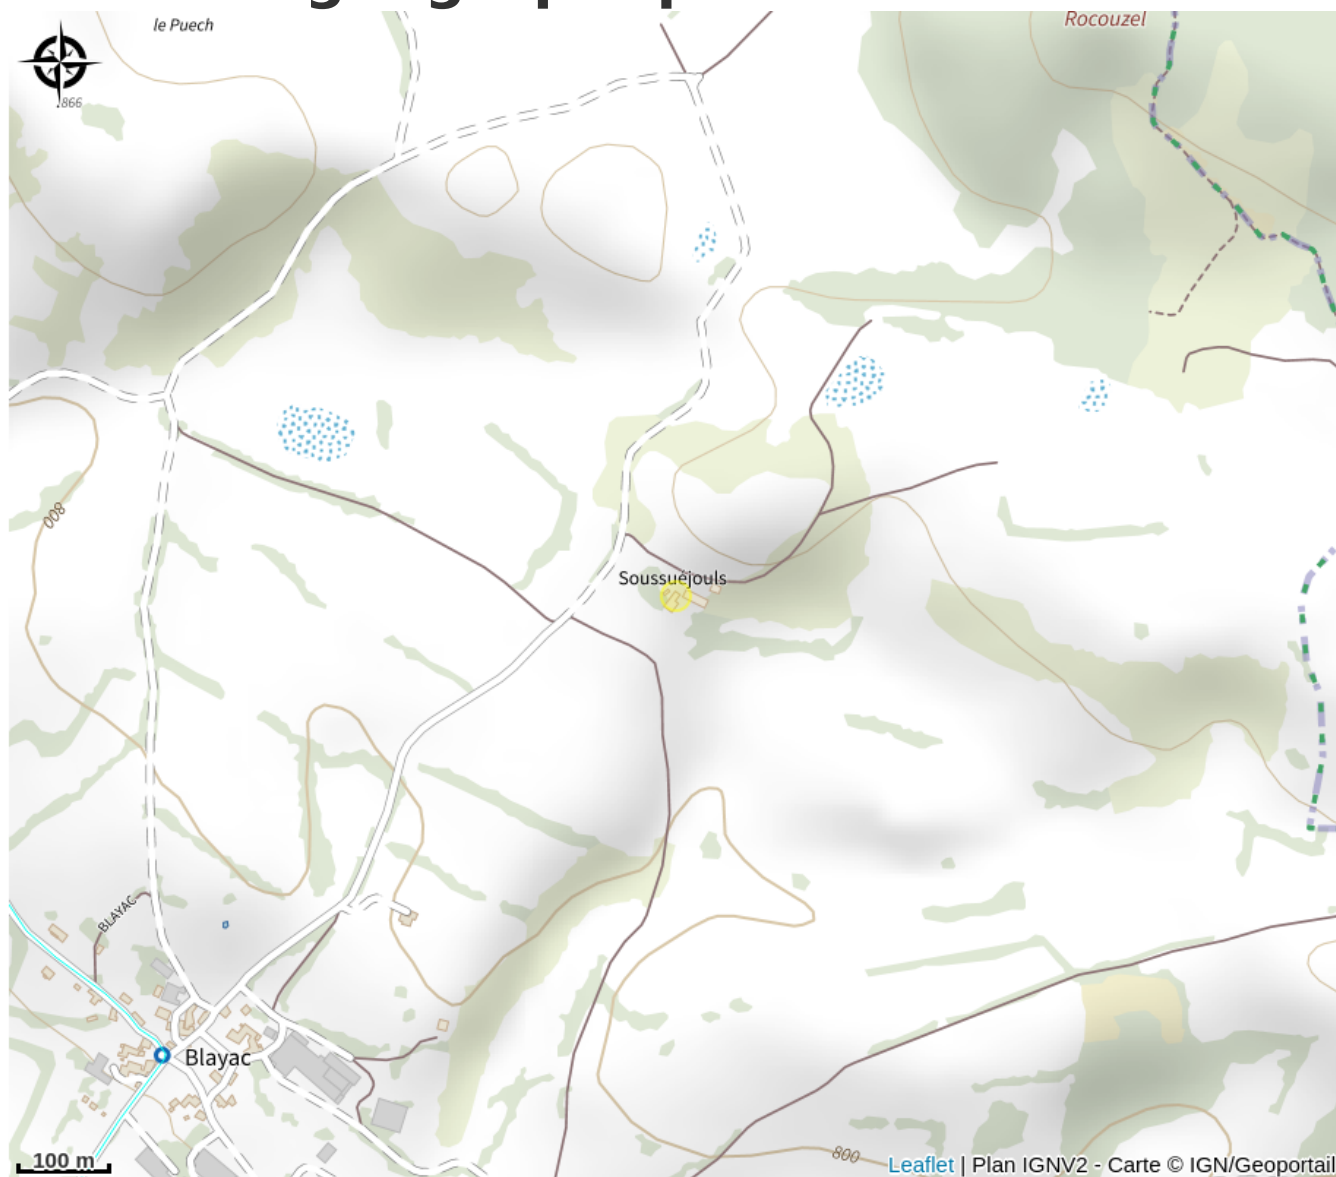 le Puech
Rocouzel
.866
800
Soussuéjouls
BLAYAC
Blayac
800
100 m
Leaflet | Plan IGNV2 - Carte © IGN/Geoportail